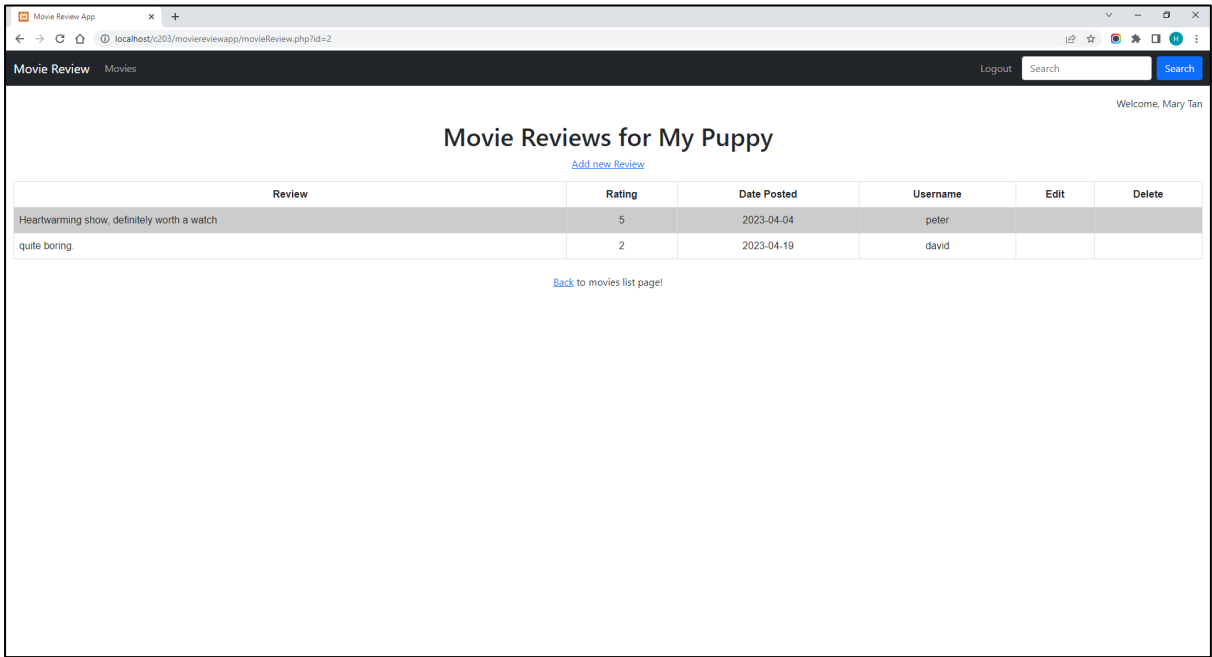 Movie Review App
localhost/c203/moviereviewapp/movieReview.php?id=2
H
Movie Review Movies Logout Search Search
Welcome, Mary Tan
Movie Reviews for My Puppy
Add new Review
Review Rating Date Posted Username Edit Delete
Heartwarming show, definitely worth a watch 5 2023-04-04 peter
quite boring. 2 2023-04-19 david
Back to movies list page!